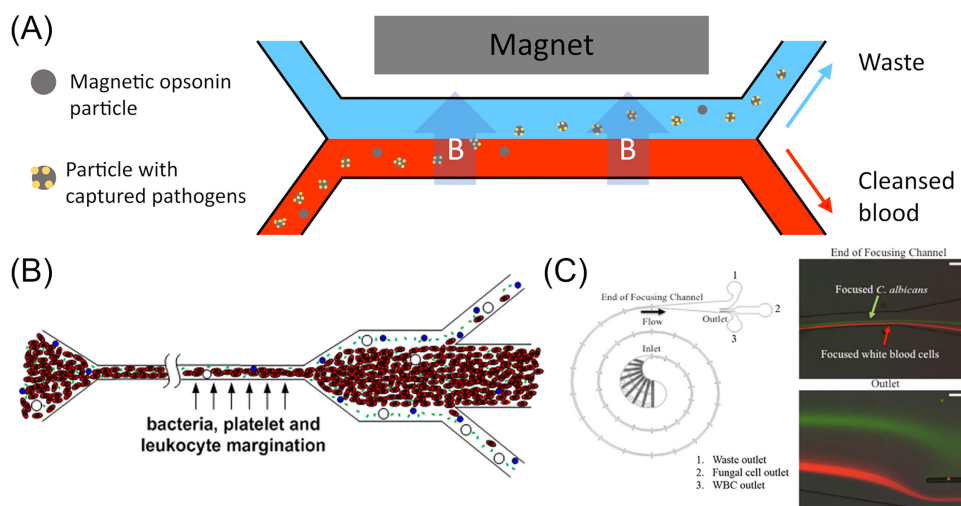 (A)
Magnet
Magnetic opsonin
particle
Particle with
captured pathogens
B
B
Waste
Cleansed
blood
(B)
bacteria, platelet and
leukocyte margination
(C)
End of Focusing Channel
Flow
Inlet
Outlet
1
2
3
1. Waste outlet
2. Fungal cell outlet
3. WBC outlet
End of Focusing Channel
Focused C. albicans
Focused white blood cells
Outlet